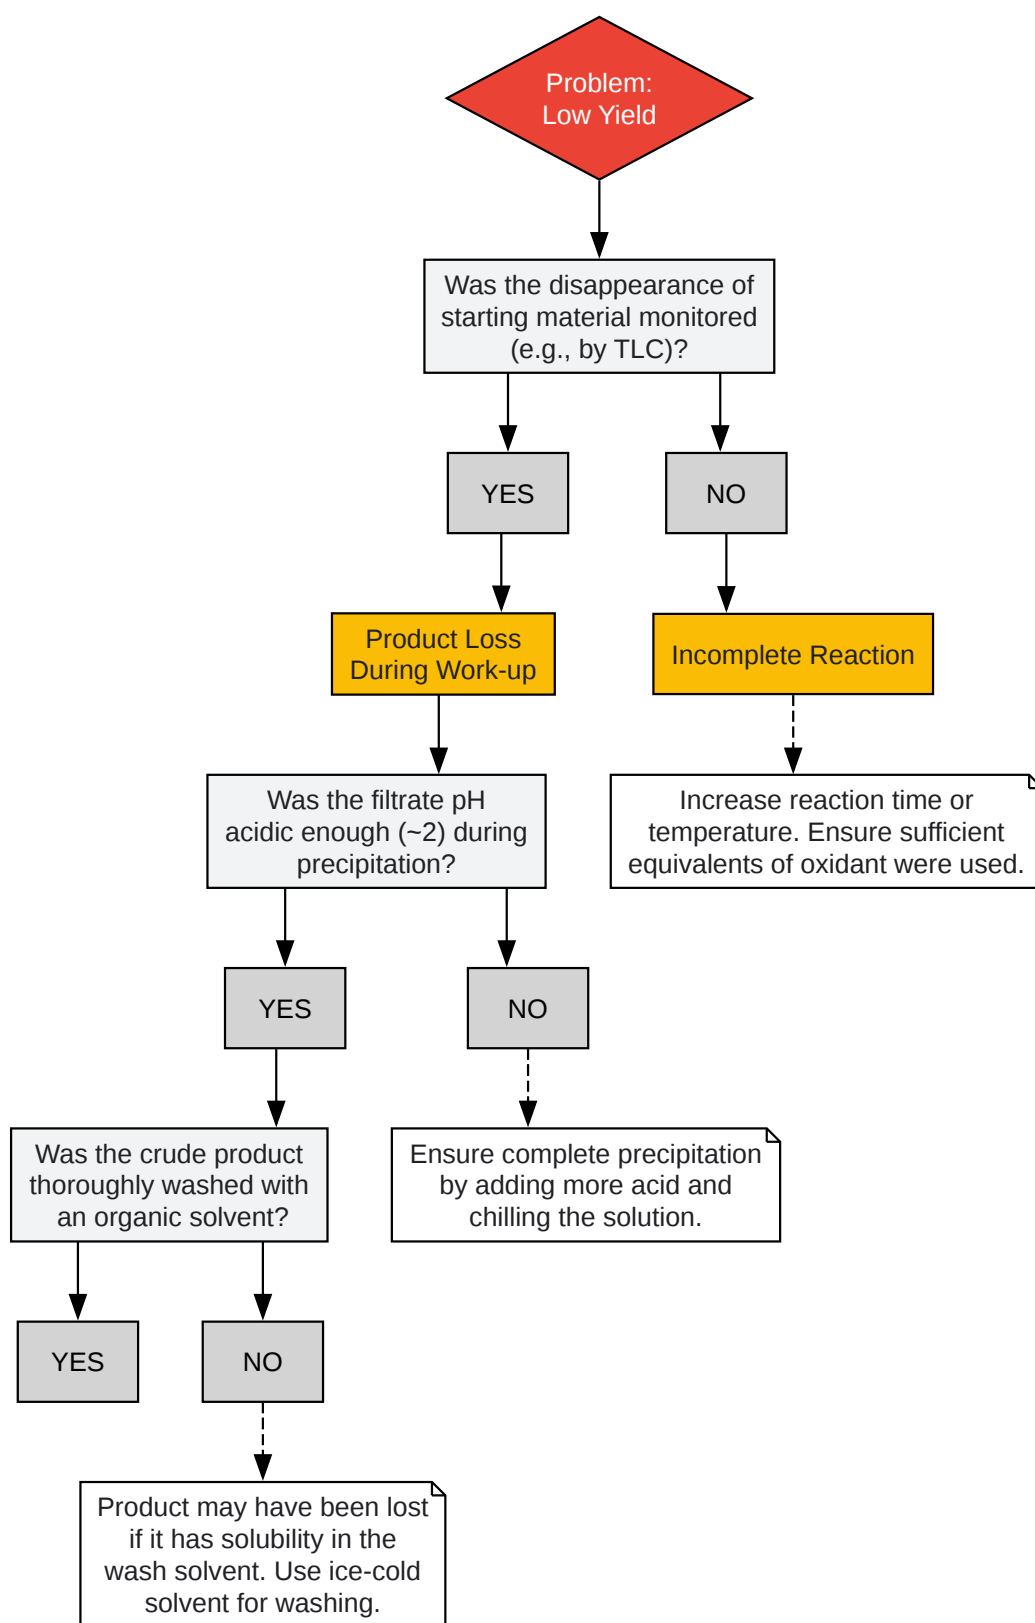 Problem:
Low Yield
Was the disappearance of
starting material monitored
(e.g., by TLC)?
YES
NO
Product Loss
During Work-up
Incomplete Reaction
Was the filtrate pH
acidic enough (~2) during
precipitation?
Increase reaction time or
temperature. Ensure sufficient
equivalents of oxidant were used.
YES
NO
Was the crude product
thoroughly washed with
an organic solvent?
Ensure complete precipitation
by adding more acid and
chilling the solution.
YES
NO
Product may have been lost
if it has solubility in the
wash solvent. Use ice-cold
solvent for washing.